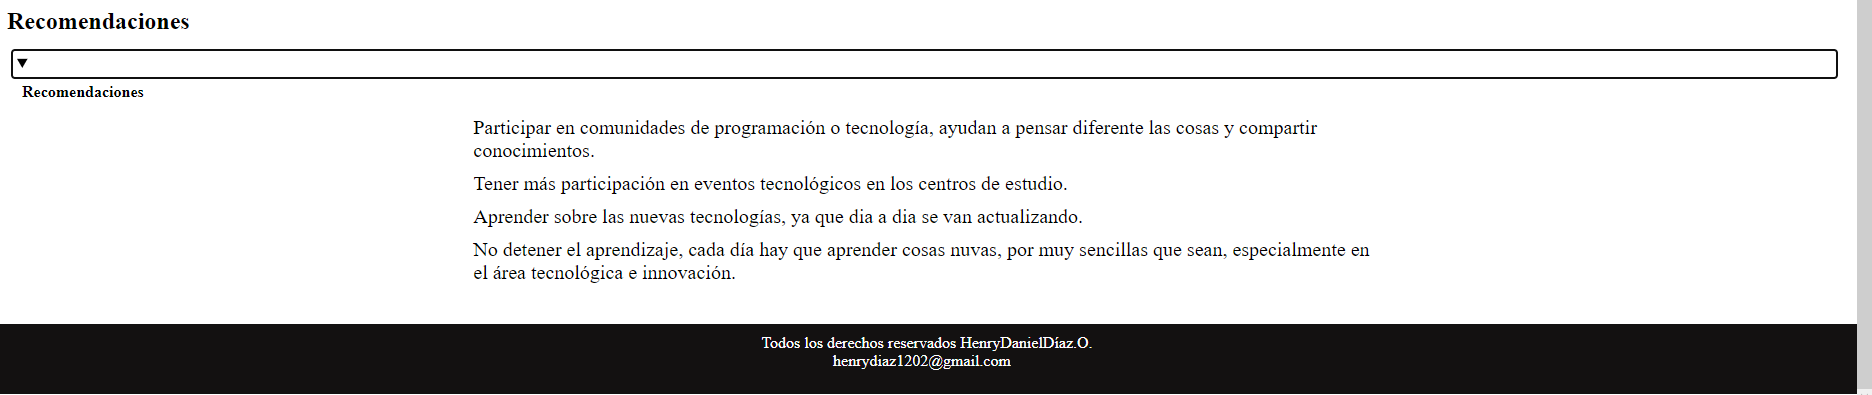 Recomendaciones
Recomendaciones
Participar en comunidades de programación o tecnología, ayudan a pensar diferente las cosas y compartir
conocimientos.
Tener más participación en eventos tecnológicos en los centros de estudio.
Aprender sobre las nuevas tecnologías, ya que dia a dia se van actualizando.
No detener el aprendizaje, cada día hay que aprender cosas nuvas, por muy sencillas que sean, especialmente en
el área tecnológica e innovación.
Todos los derechos reservados HenryDanielDíaz.O.
henrydiaz1202@gmail.com